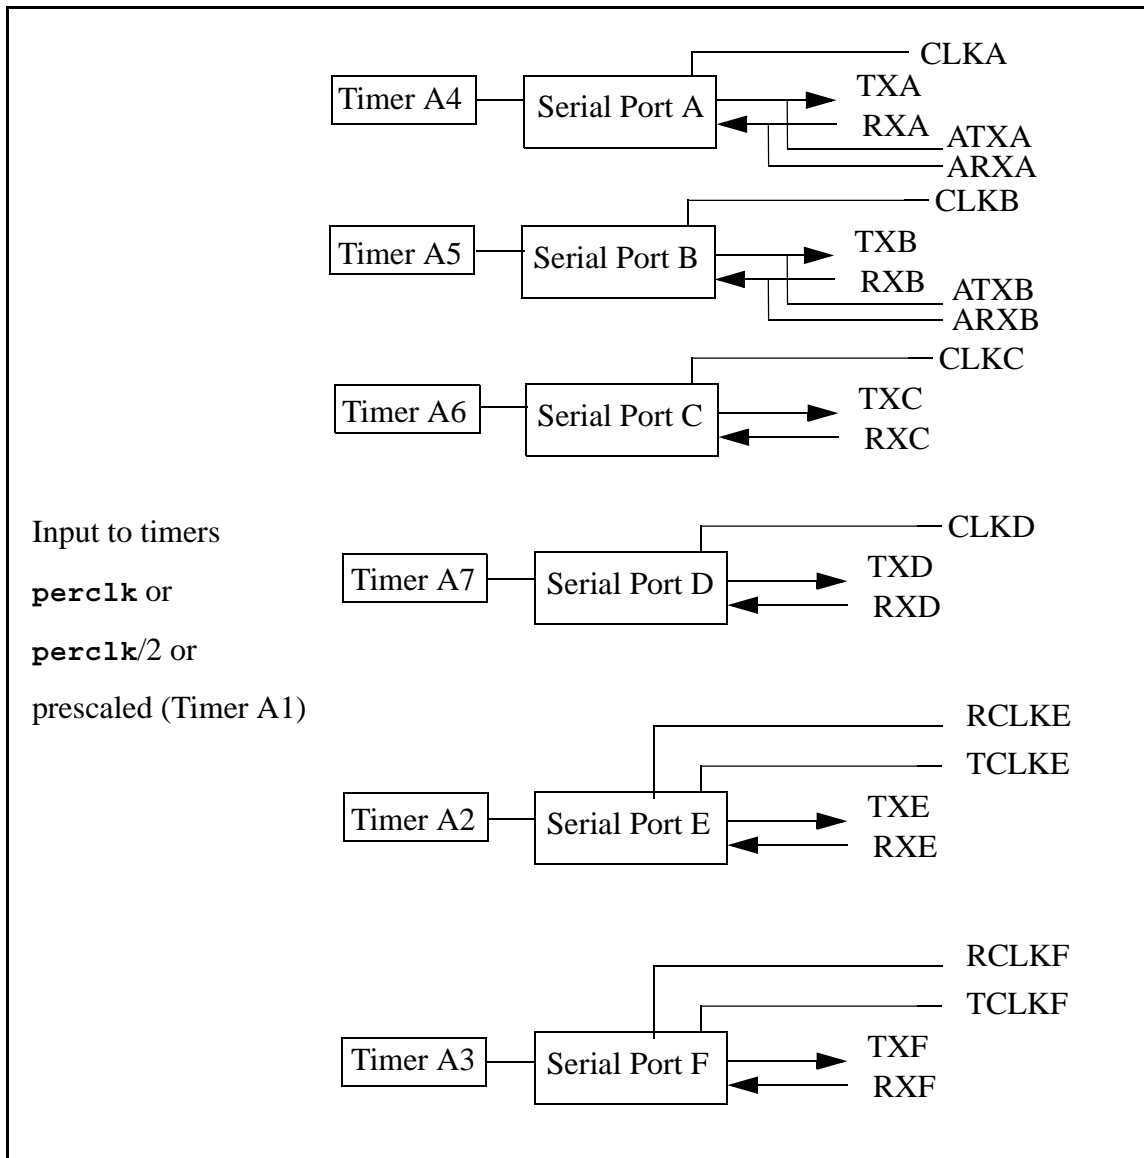 CLKA
Timer A4
Serial Port A
TXA
RXA
ATXA
ARXA
CLKB
Timer A5
Serial Port B
TXB
RXB
ATXB
ARXB
CLKC
Timer A6
Serial Port C
TXC
RXC
Input to timers
perclk or
perclk/2 or
prescaled (Timer A1)
CLKD
Timer A7
Serial Port D
TXD
RXD
RCLKE
TCLKE
Timer A2
Serial Port E
TXE
RXE
RCLKF
TCLKF
Timer A3
Serial Port F
TXF
RXF